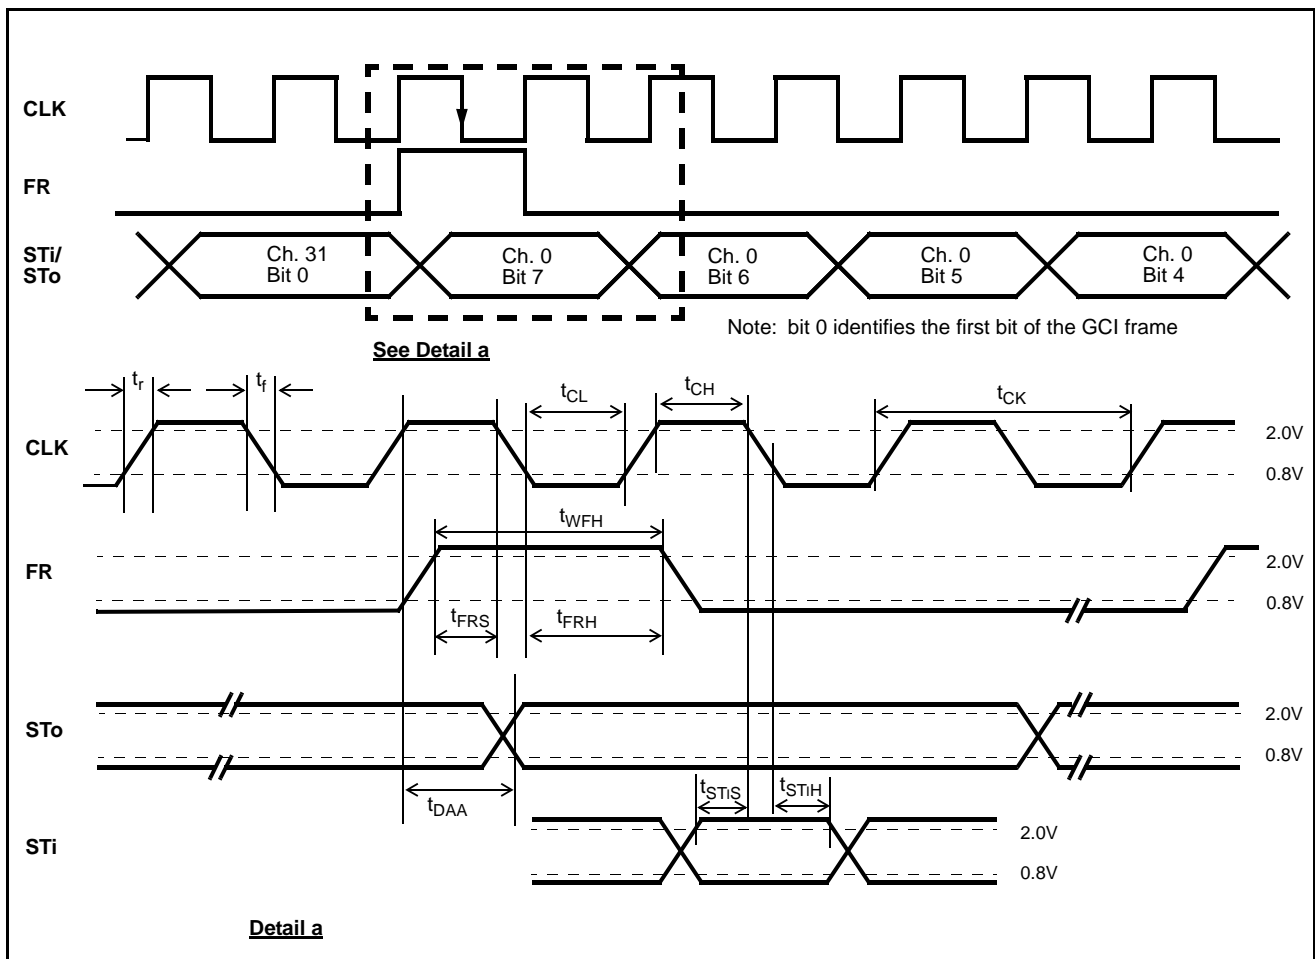 CLK
FR
STi/
STo
Ch. 31
Bit 0
Ch. 0
Bit 7
Ch. 0
Bit 6
Ch. 0
Bit 5
Ch. 0
Bit 4
Note: bit 0 identifies the first bit of the GCI frame
See Detail a
tr
tf
tCL
tCH
tCK
CLK
2.0V
0.8V
tWFH
FR
2.0V
0.8V
tFRS
tFRH
STo
2.0V
0.8V
tDAA
tSTiS
tSTiH
STi
2.0V
0.8V
Detail a